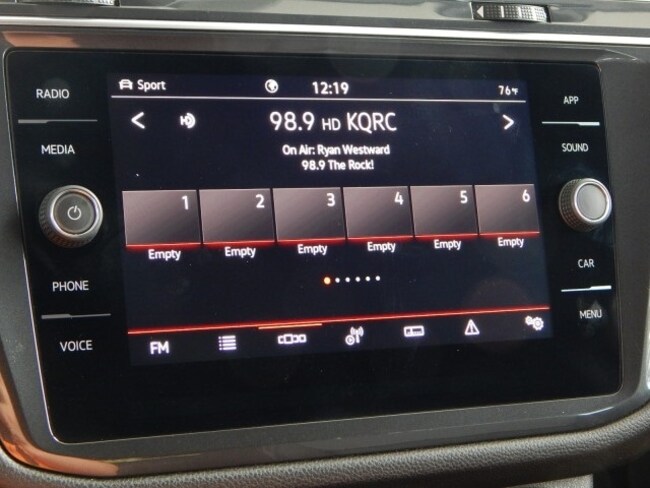 RADIO
MEDIA
PHONE
VOICE
Sport 12:19 76°F
98.9 HD KQRC
On Air: Ryan Westward
98.9 The Rock!
1 2 3 4 5 6
Empty Empty Empty Empty Empty Empty
FM
APP
SOUND
CAR
MENU